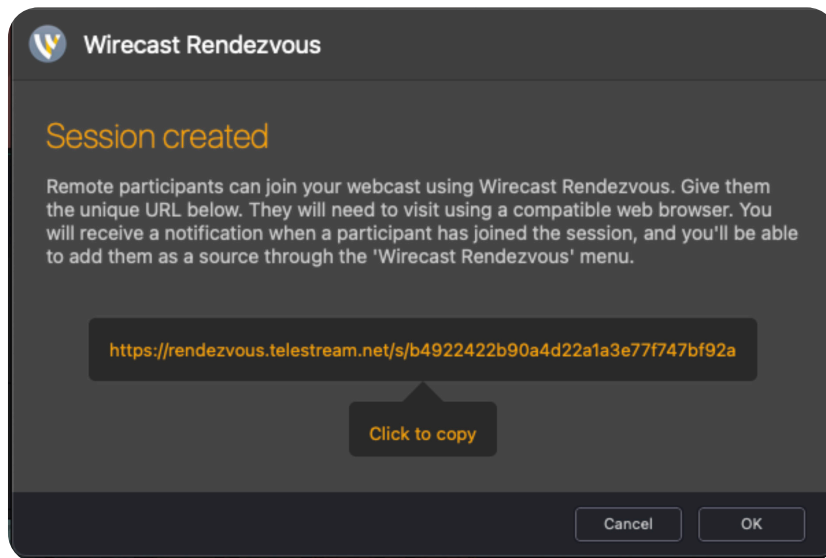 Wirecast Rendezvous
Session created
Remote participants can join your webcast using Wirecast Rendezvous. Give them
the unique URL below. They will need to visit using a compatible web browser. You
will receive a notification when a participant has joined the session, and you'll be able
to add them as a source through the 'Wirecast Rendezvous' menu.
https://rendezvous.telestream.net/s/b4922422b90a4d22a1a3e77f747bf92a
Click to copy
Cancel OK